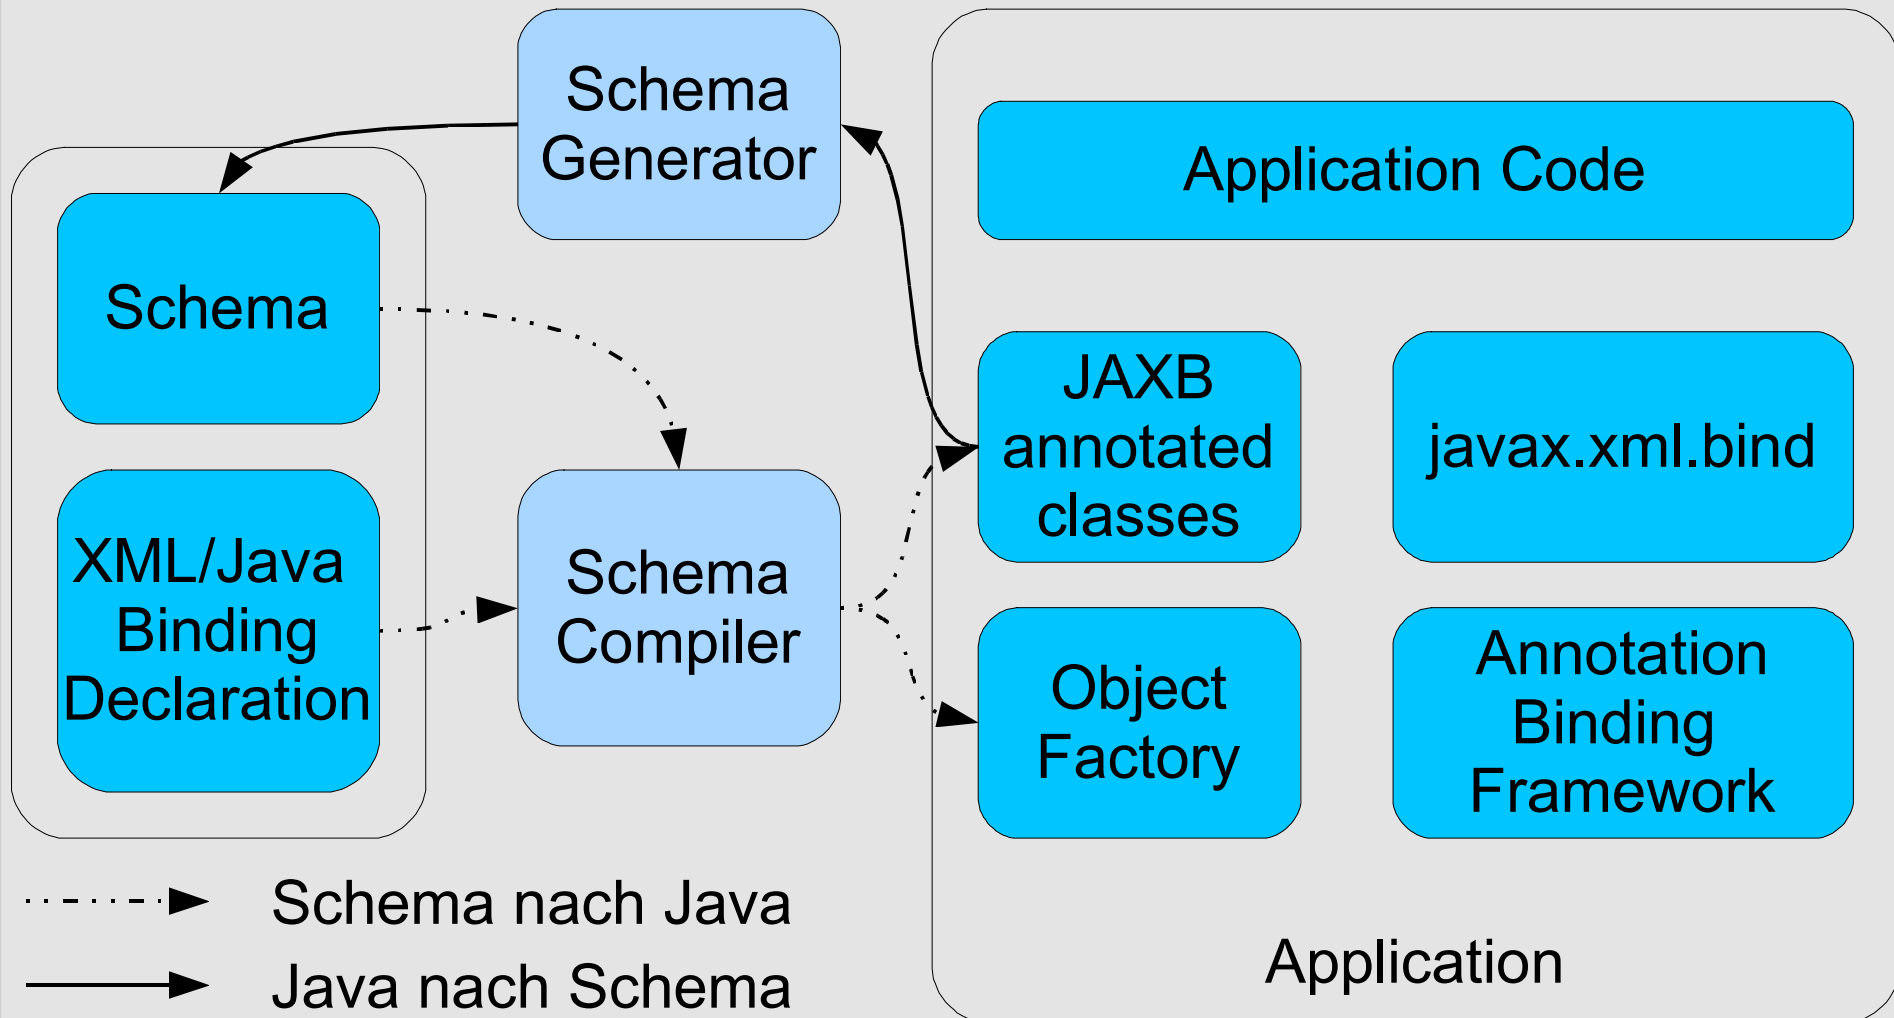 Schema
Generator
Application Code
Schema
JAXB
annotated
classes
javax.xml.bind
XML/Java
Binding
Declaration
Schema
Compiler
Object
Factory
Annotation
Binding
Framework
Schema nach Java
Java nach Schema
Application